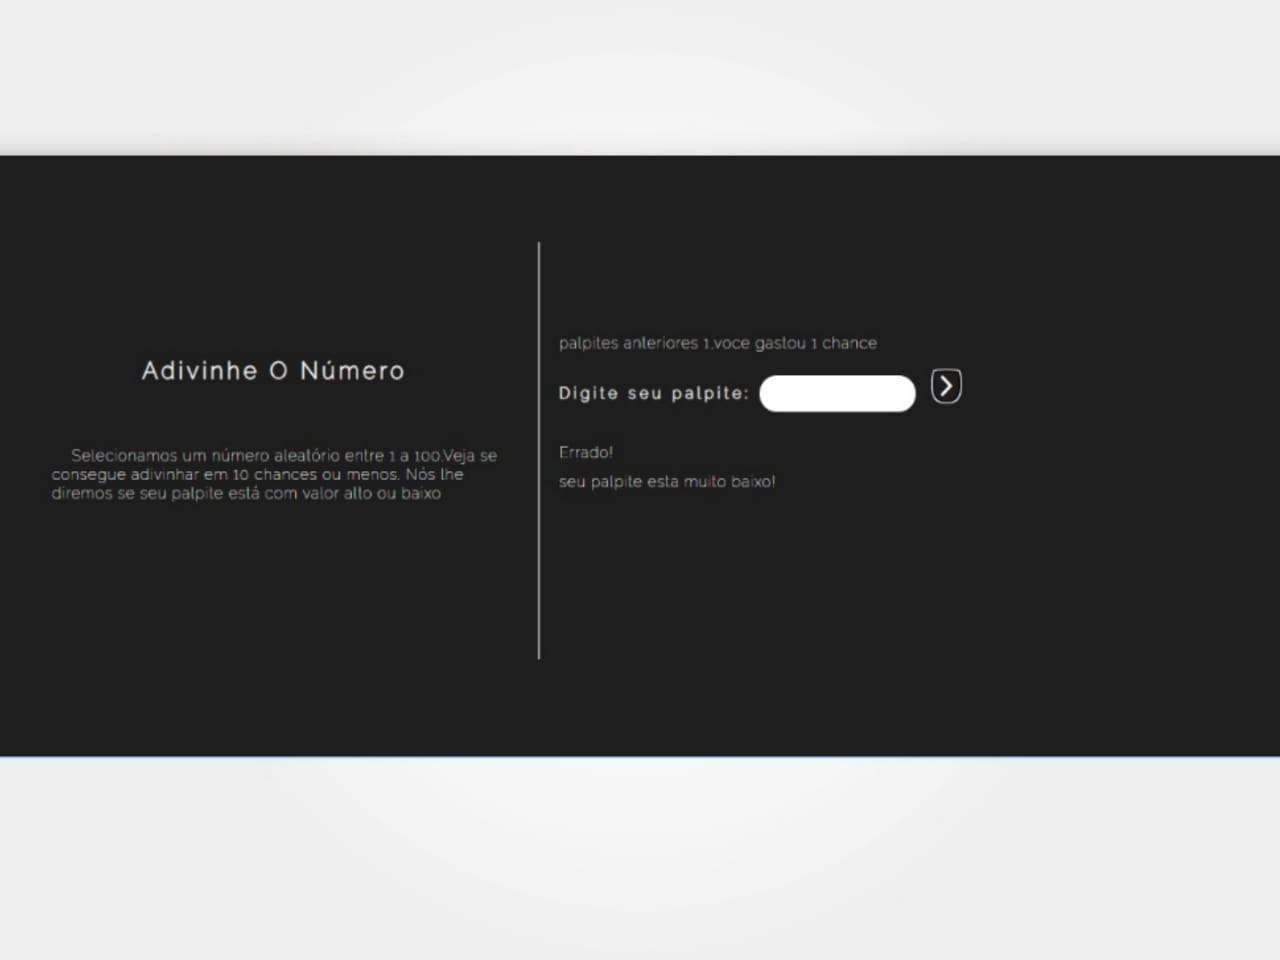 Adivinhe O Número
Selecionamos um número aleatório entre 1 a 100.Veja se
consegue adivinhar em 10 chances ou menos. Nós lhe
diremos se seu palpite está com valor alto ou baixo
palpites anteriores 1.voce gastou 1 chance
Digite seu palpite:
Errado!
seu palpite esta muito baixo!